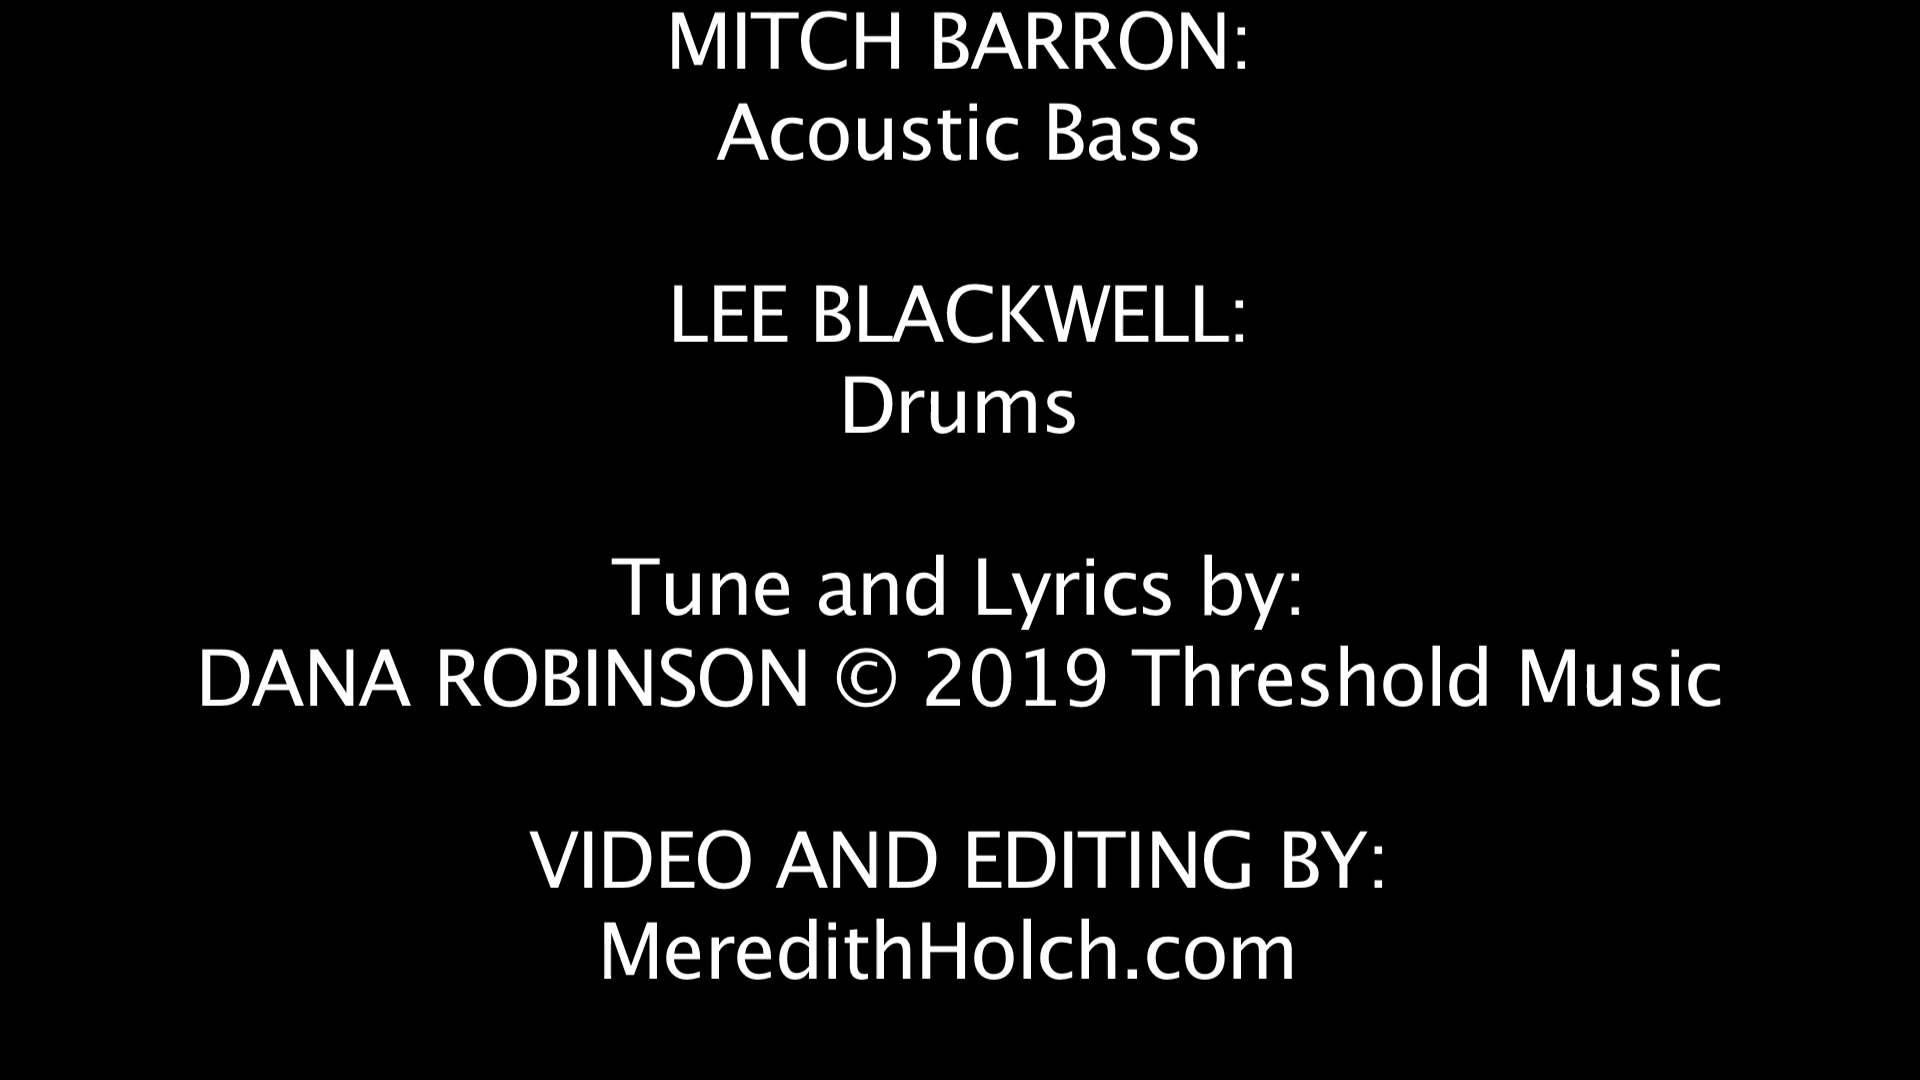 MITCH BARRON:
Acoustic Bass
LEE BLACKWELL:
Drums
Tune and Lyrics by:
DANA ROBINSON © 2019 Threshold Music
VIDEO AND EDITING BY:
MeredithHolch.com